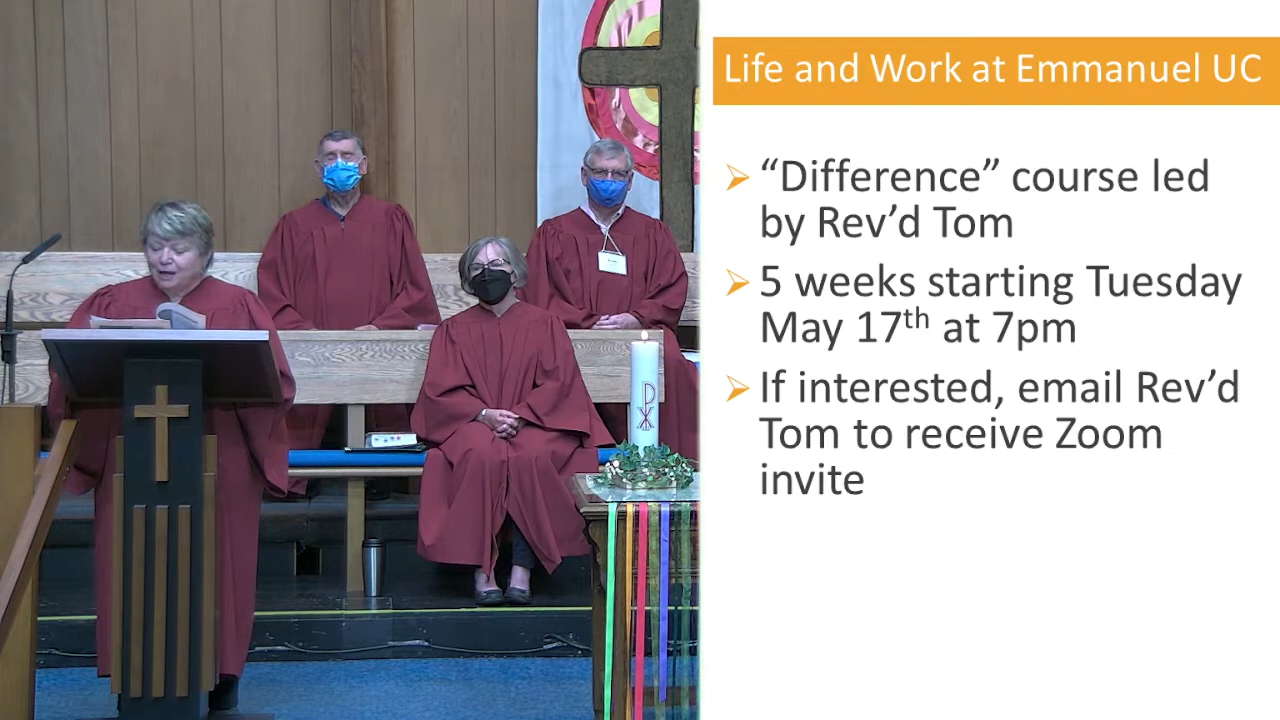 Life and Work at Emmanuel UC
“Difference” course led
by Rev’d Tom
5 weeks starting Tuesday
May 17th at 7pm
If interested, email Rev’d
Tom to receive Zoom
invite